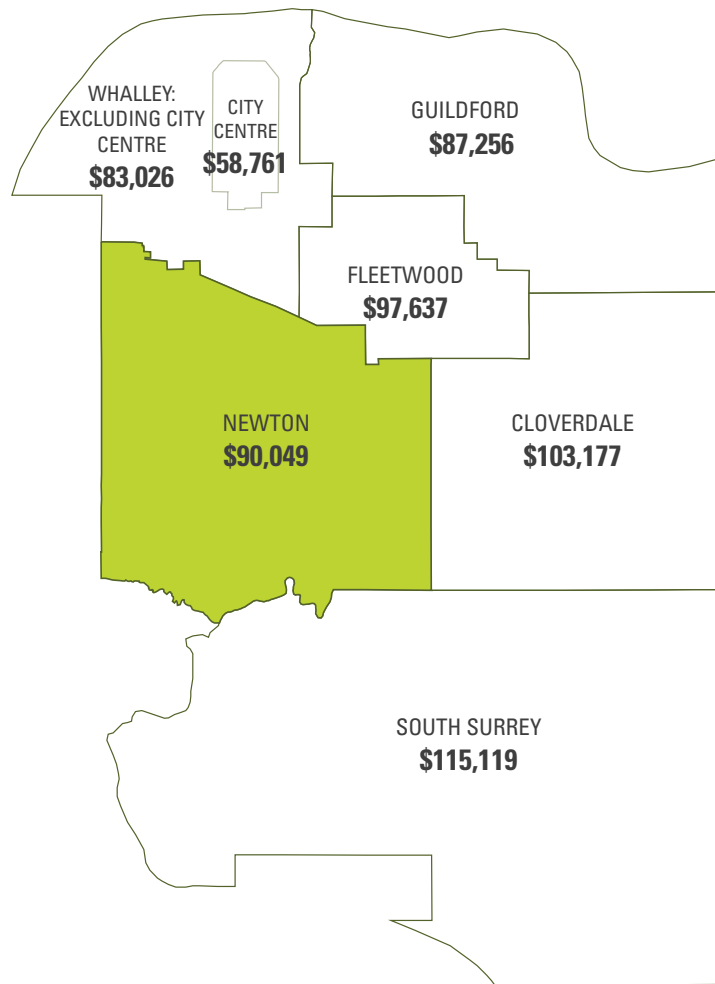 WHALLEY:
EXCLUDING CITY
CENTRE
$83,026
CITY
CENTRE
$58,761
GUILDFORD
$87,256
FLEETWOOD
$97,637
NEWTON
$90,049
CLOVERDALE
$103,177
SOUTH SURREY
$115,119